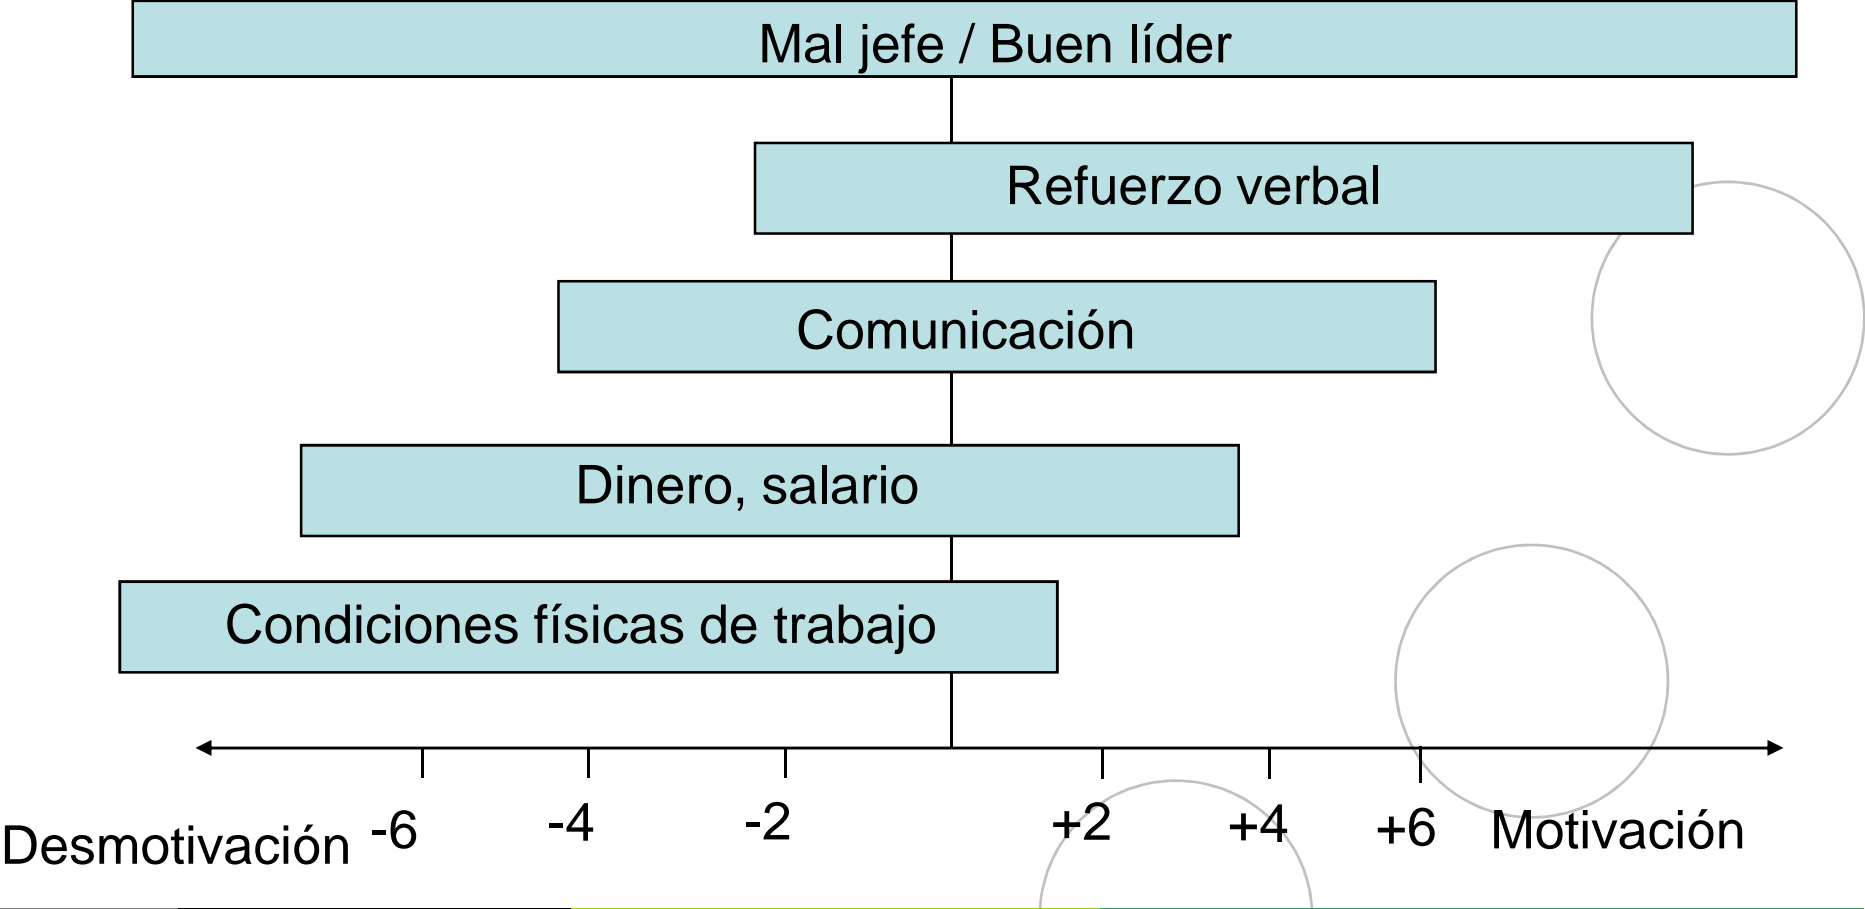 Mal jefe / Buen líder
Refuerzo verbal
Comunicación
Dinero, salario
Condiciones físicas de trabajo
Desmotivación -6 -4 -2 +2 +4 +6 Motivación